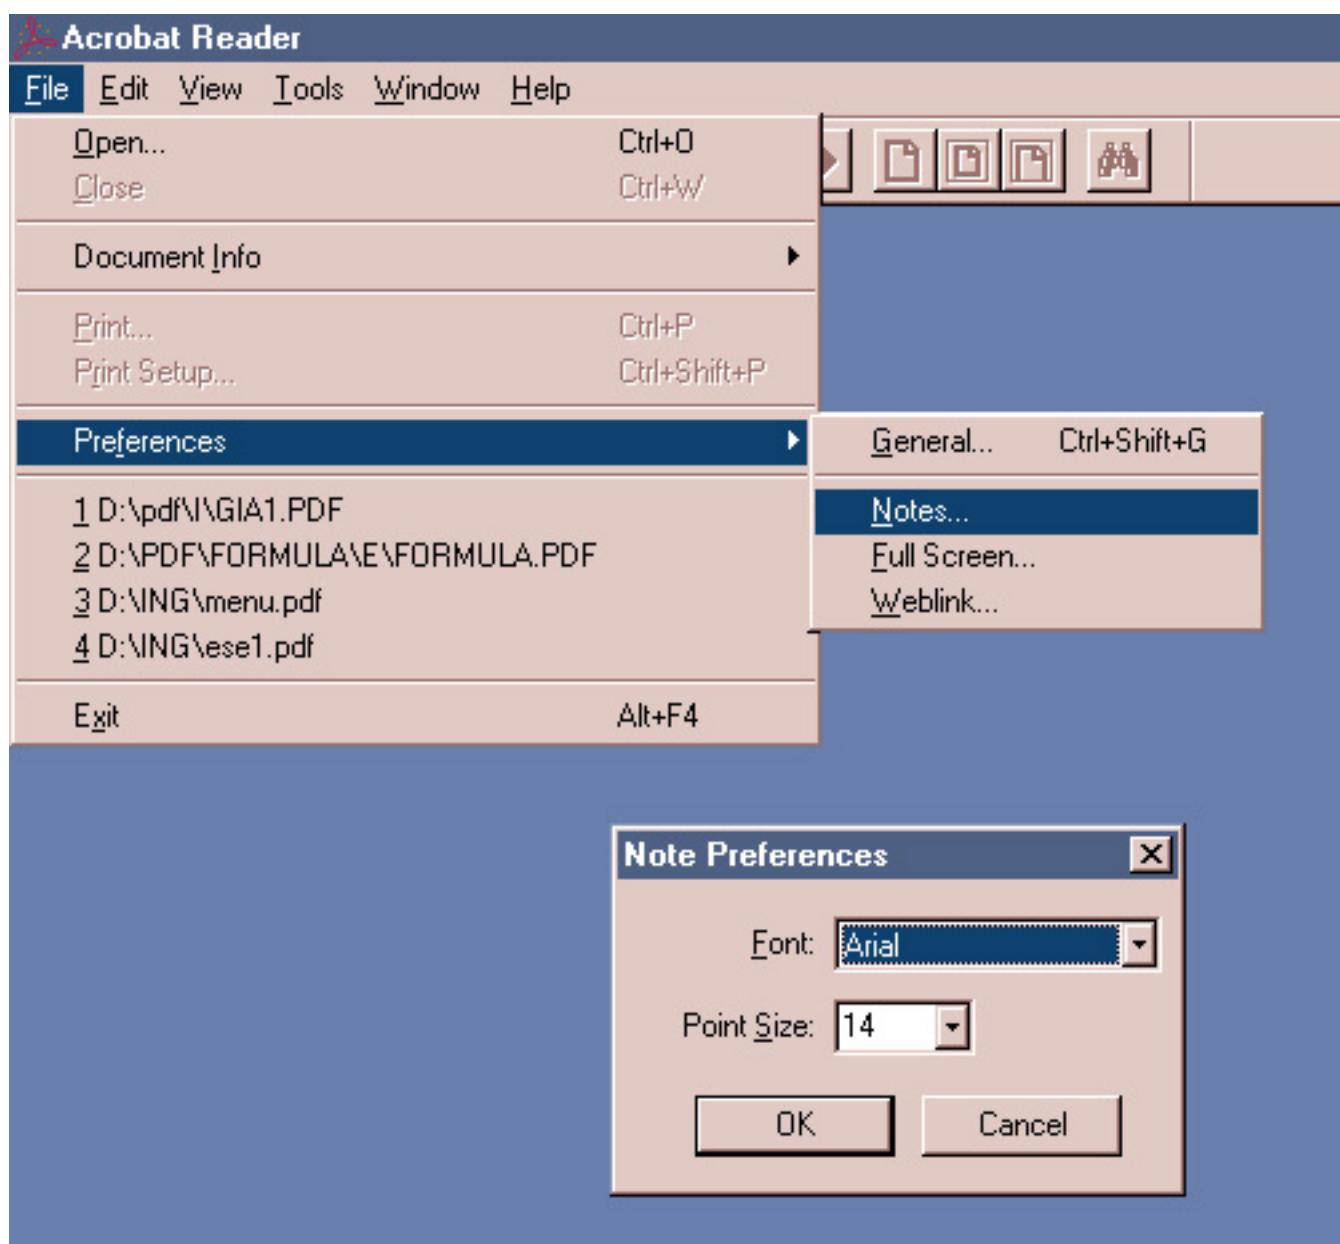 Acrobat Reader
File Edit View Tools Window Help
Open... Ctrl+O
Close Ctrl+W
Document Info
Print... Ctrl+P
Print Setup... Ctrl+Shift+P
Preferences
General... Ctrl+Shift+G
Notes...
Full Screen...
Weblink...
1 D:\pdf\I\GIA1.PDF
2 D:\PDF\FORMULA\E\FORMULA.PDF
3 D:\ING\menu.pdf
4 D:\ING\ese1.pdf
Exit Alt+F4
Note Preferences
Font: Arial
Point Size: 14
OK Cancel